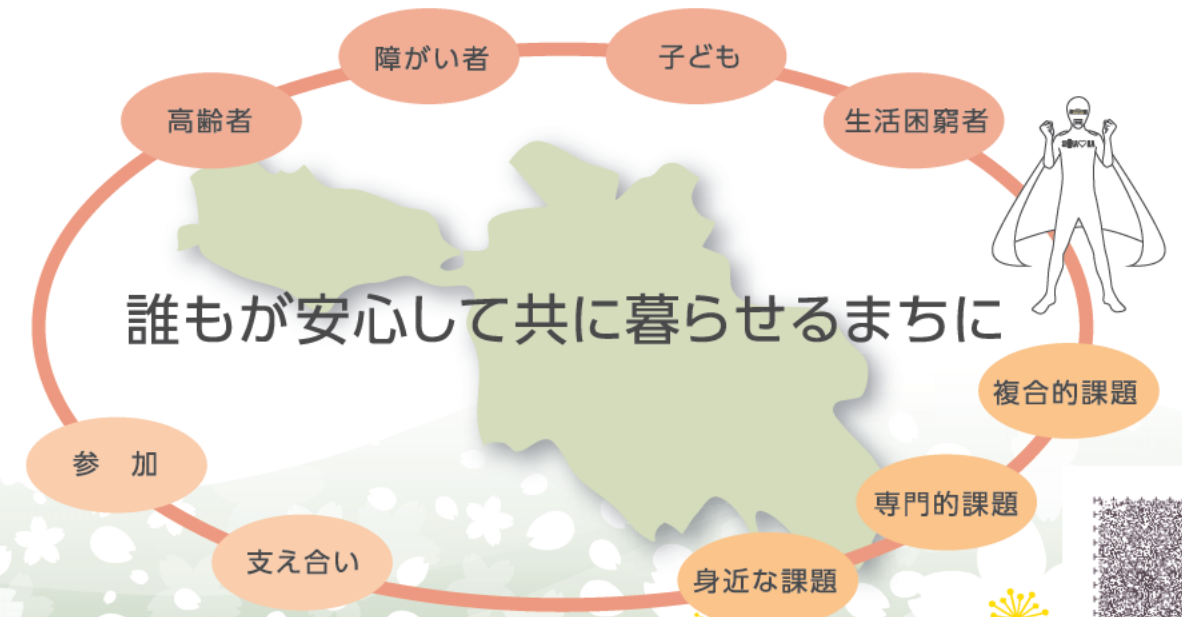 障がい者
子ども
高齢者
生活困窮者
誰もが安心して共に暮らせるまちに
複合的課題
参　加
専門的課題
支え合い
身近な課題